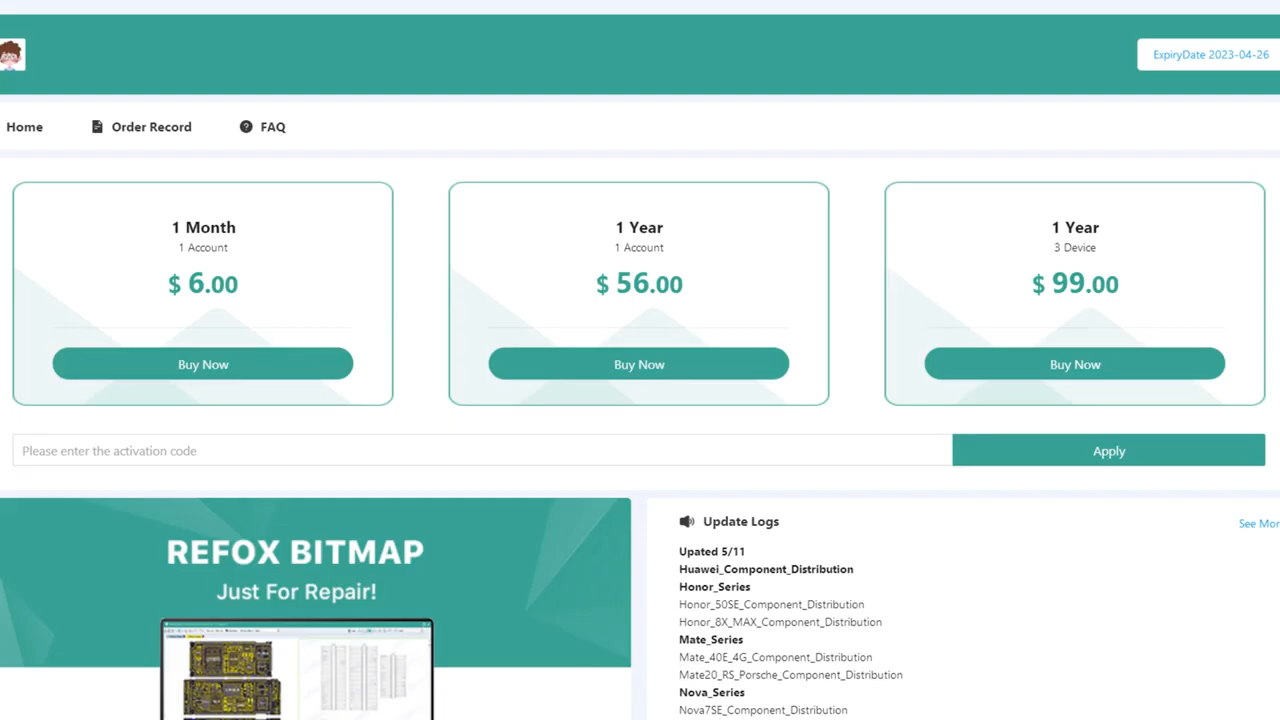 ExpiryDate 2023-04-26
Home Order Record FAQ
1 Month
1 Account
$ 6.00
Buy Now
1 Year
1 Account
$ 56.00
Buy Now
1 Year
3 Device
$ 99.00
Buy Now
Please enter the activation code
Apply
REFOX BITMAP
Just For Repair!
Update Logs
See Mor
Upated 5/11
Huawei_Component_Distribution
Honor_Series
Honor_50SE_Component_Distribution
Honor_8X_MAX_Component_Distribution
Mate_Series
Mate_40E_4G_Component_Distribution
Mate20_RS_Porsche_Component_Distribution
Nova_Series
Nova7SE_Component_Distribution